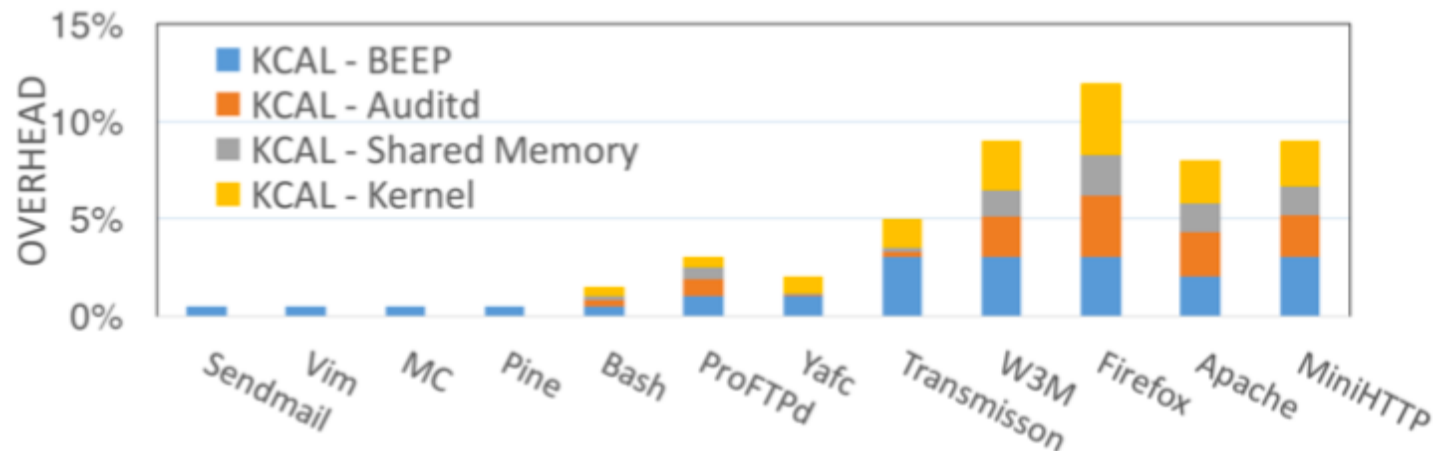 15%
10%
5%
0%
OVERHEAD
KCAL - BEEP
KCAL - Auditd
KCAL - Shared Memory
KCAL - Kernel
Sendmail
Vim
MC
Pine
Bash
ProFTPd
Yafc
Transmisson
W3M
Firefox
Apache
MiniHTTP